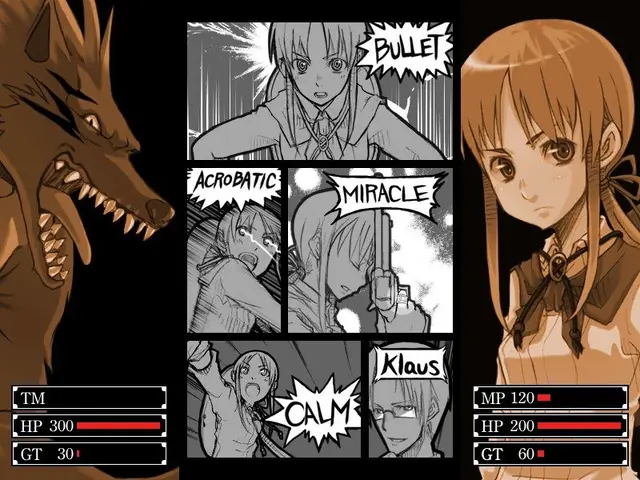 BULLET
ACROBATIC
MIRACLE
CALM
Klaus
TM
HP 300
GT 30
MP 120
HP 200
GT 60